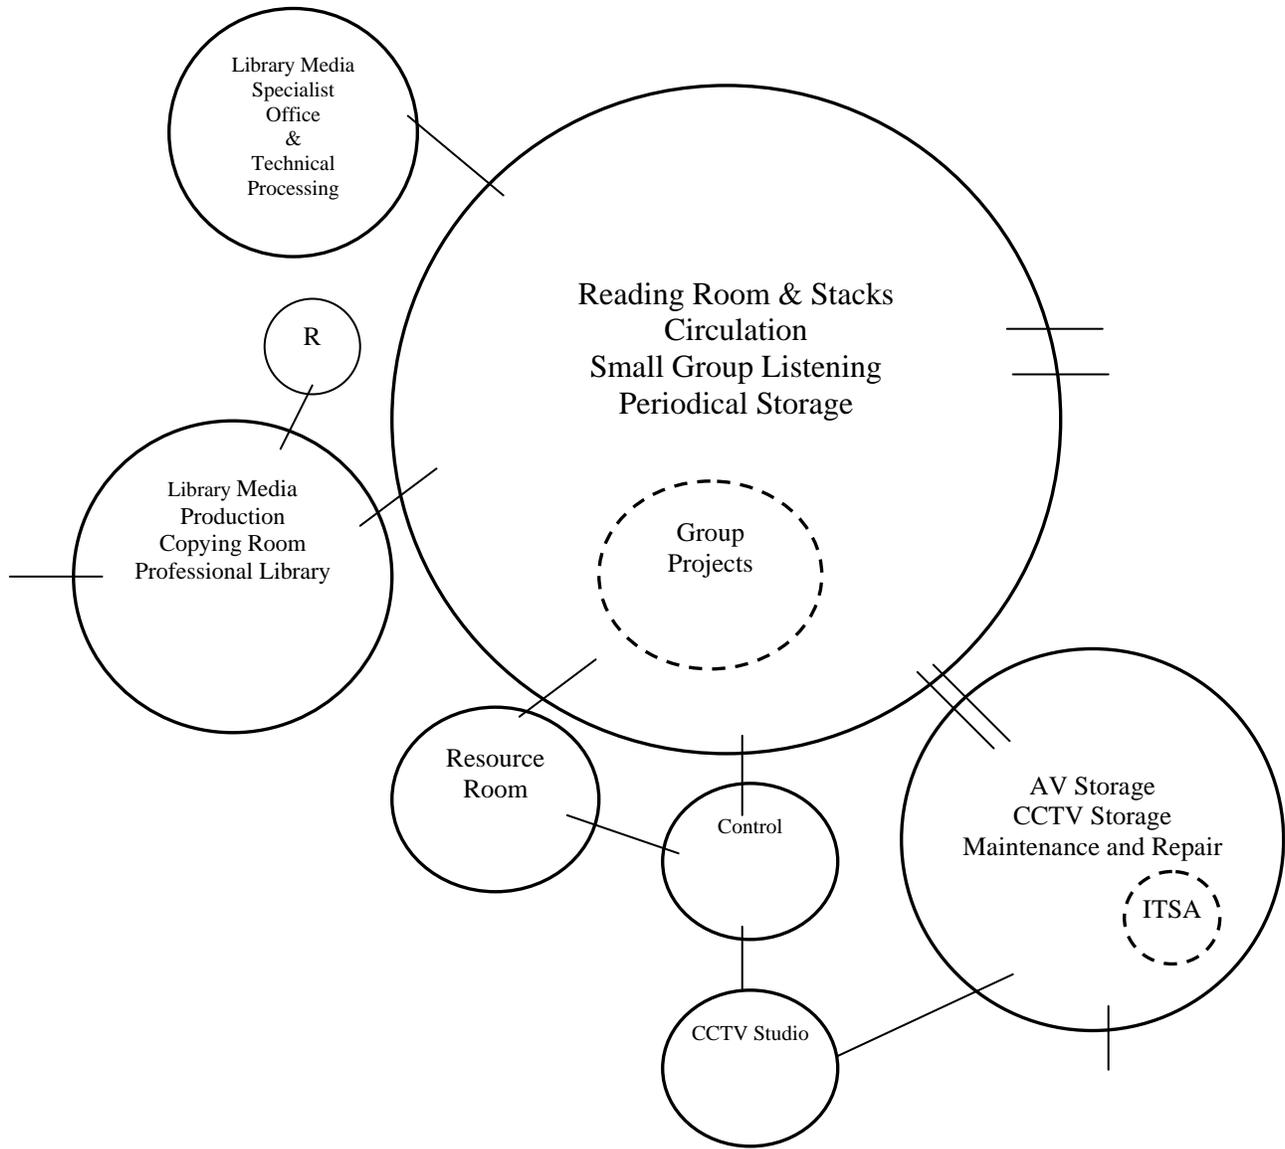 Library Media
Specialist
Office
&
Technical
Processing
Reading Room & Stacks
Circulation
Small Group Listening
Periodical Storage
R
Library Media
Production
Copying Room
Professional Library
Group
Projects
Resource
Room
Control
AV Storage
CCTV Storage
Maintenance and Repair
ITSA
CCTV Studio